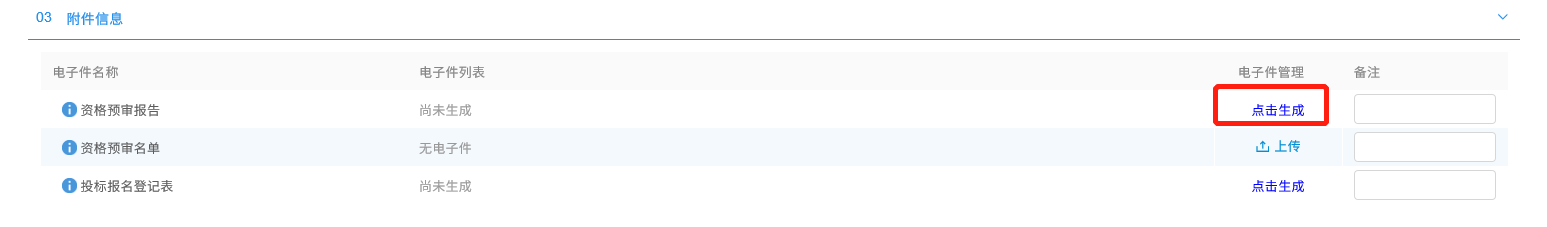 03 附件信息
电子件名称 电子件列表 电子件管理 备注
资格预审报告 尚未生成 点击生成
资格预审名单 无电子件 上传
投标报名登记表 尚未生成 点击生成